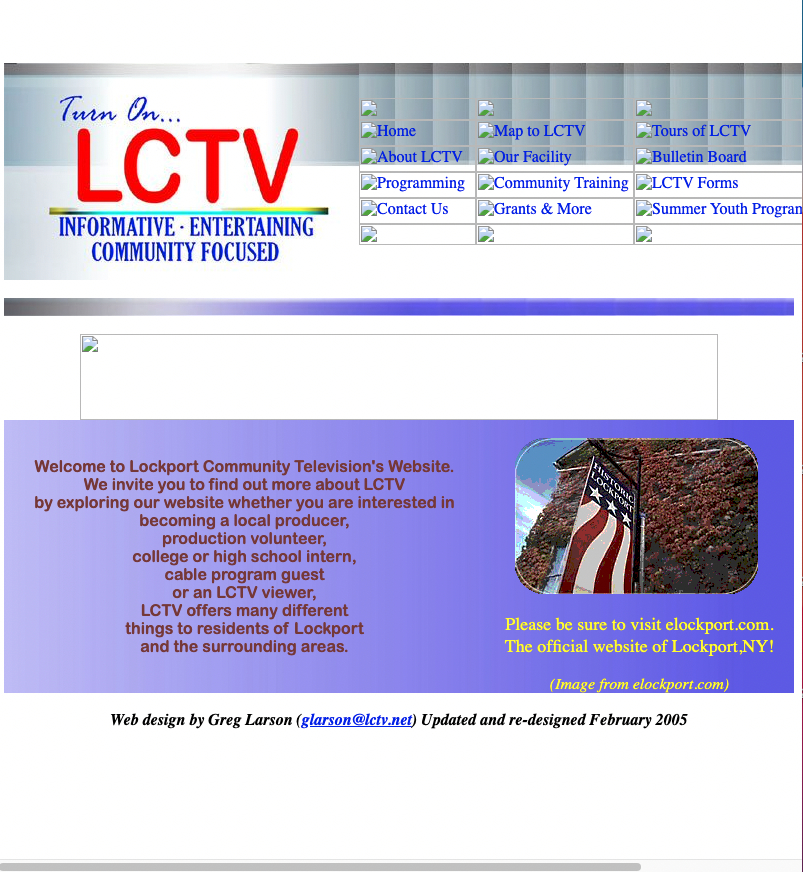 Turn On...
LCTV
INFORMATIVE · ENTERTAINING
COMMUNITY FOCUSED
Home
Map to LCTV
Tours of LCTV
About LCTV
Our Facility
Bulletin Board
Programming
Community Training
LCTV Forms
Contact Us
Grants & More
Summer Youth Program
Welcome to Lockport Community Television's Website.
We invite you to find out more about LCTV
by exploring our website whether you are interested in
becoming a local producer,
production volunteer,
college or high school intern,
cable program guest
or an LCTV viewer,
LCTV offers many different
things to residents of Lockport
and the surrounding areas.
HISTORIC
LOCKPORT
Please be sure to visit elockport.com.
The official website of Lockport,NY!
(Image from elockport.com)
Web design by Greg Larson (glarson@lctv.net) Updated and re-designed February 2005